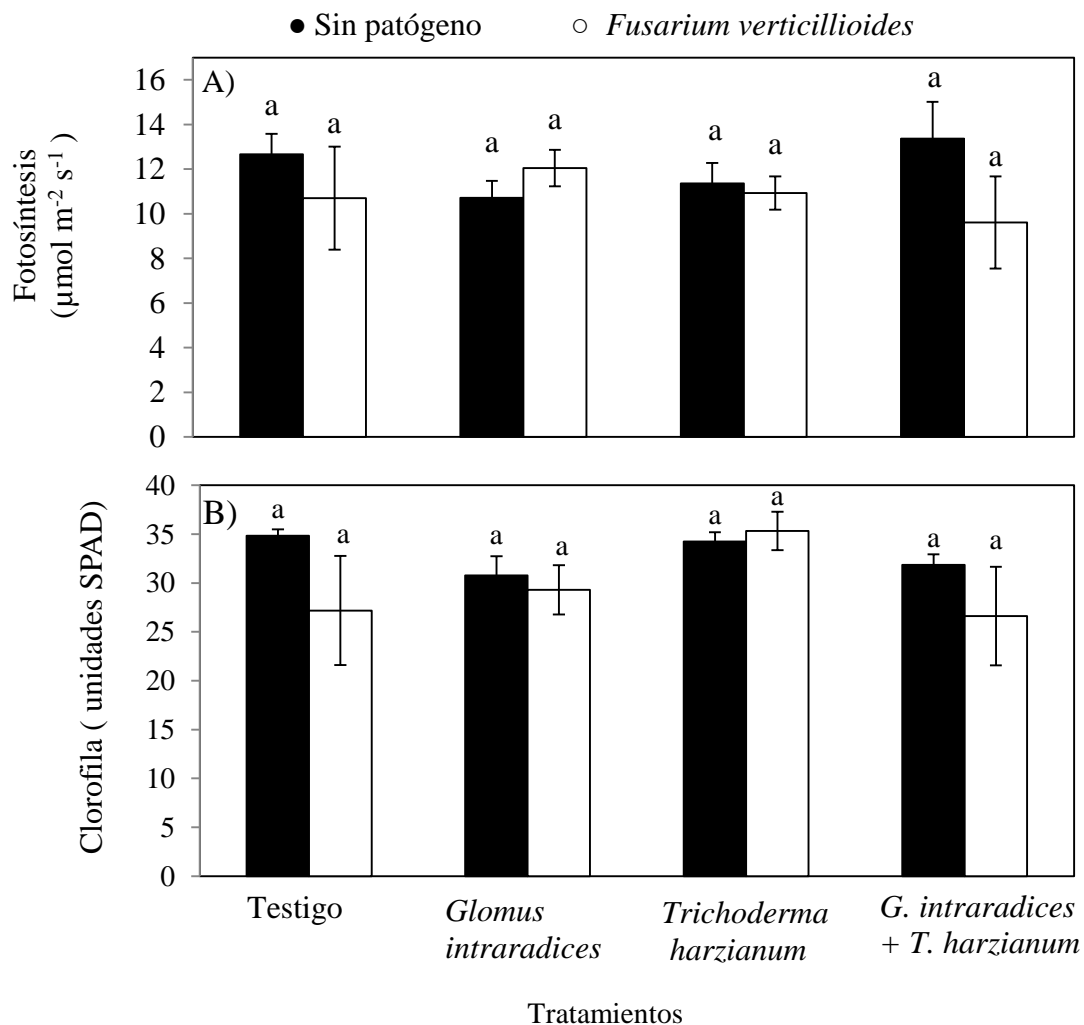 ● Sin patógeno ○ Fusarium verticillioides
A)
Fotosíntesis
(µmol m-2 s-1 )
16
14
12
10
8
6
4
2
0
a a a a a a a a
B)
Clorofila ( unidades SPAD)
40
35
30
25
20
15
10
5
0
a a a a a a a a
Testigo
Glomus
intraradices
Trichoderma
harzianum
G. intraradices
+ T. harzianum
Tratamientos